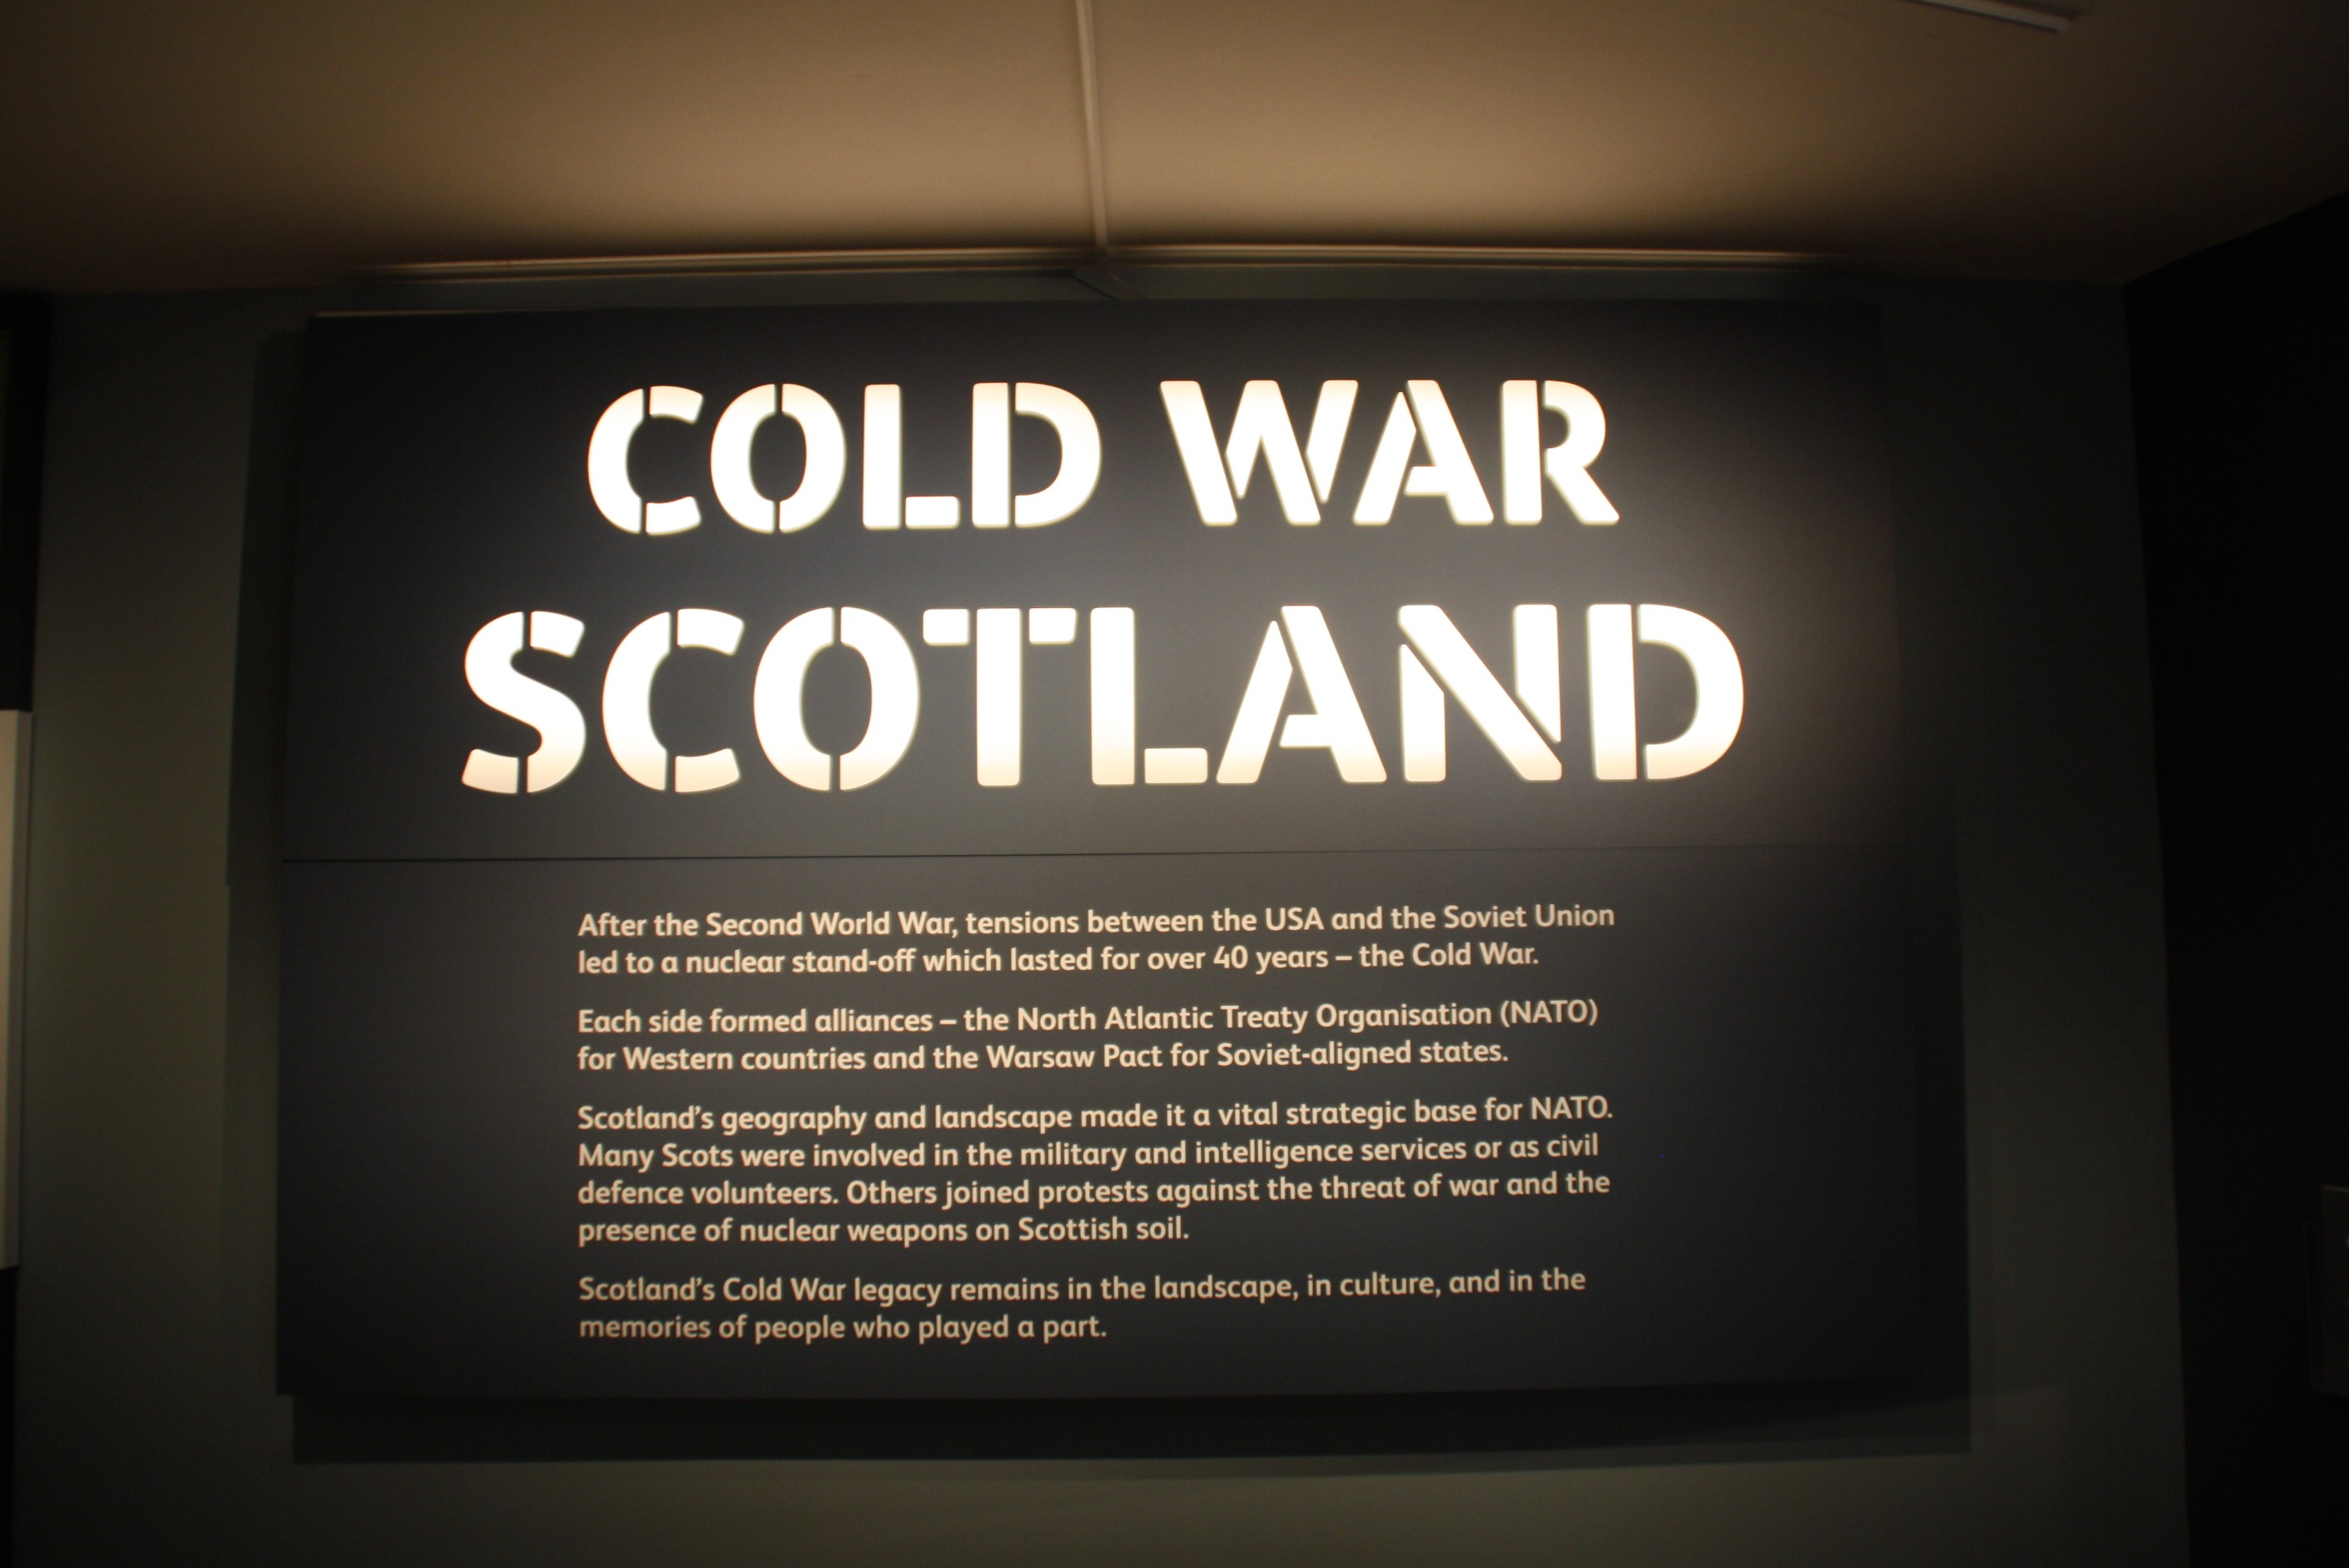 COLD WAR
SCOTLAND
After the Second World War, tensions between the USA and the Soviet Union
led to a nuclear stand-off which lasted for over 40 years – the Cold War.
Each side formed alliances – the North Atlantic Treaty Organisation (NATO)
for Western countries and the Warsaw Pact for Soviet-aligned states.
Scotland’s geography and landscape made it a vital strategic base for NATO.
Many Scots were involved in the military and intelligence services or as civil
defence volunteers. Others joined protests against the threat of war and the
presence of nuclear weapons on Scottish soil.
Scotland’s Cold War legacy remains in the landscape, in culture, and in the
memories of people who played a part.